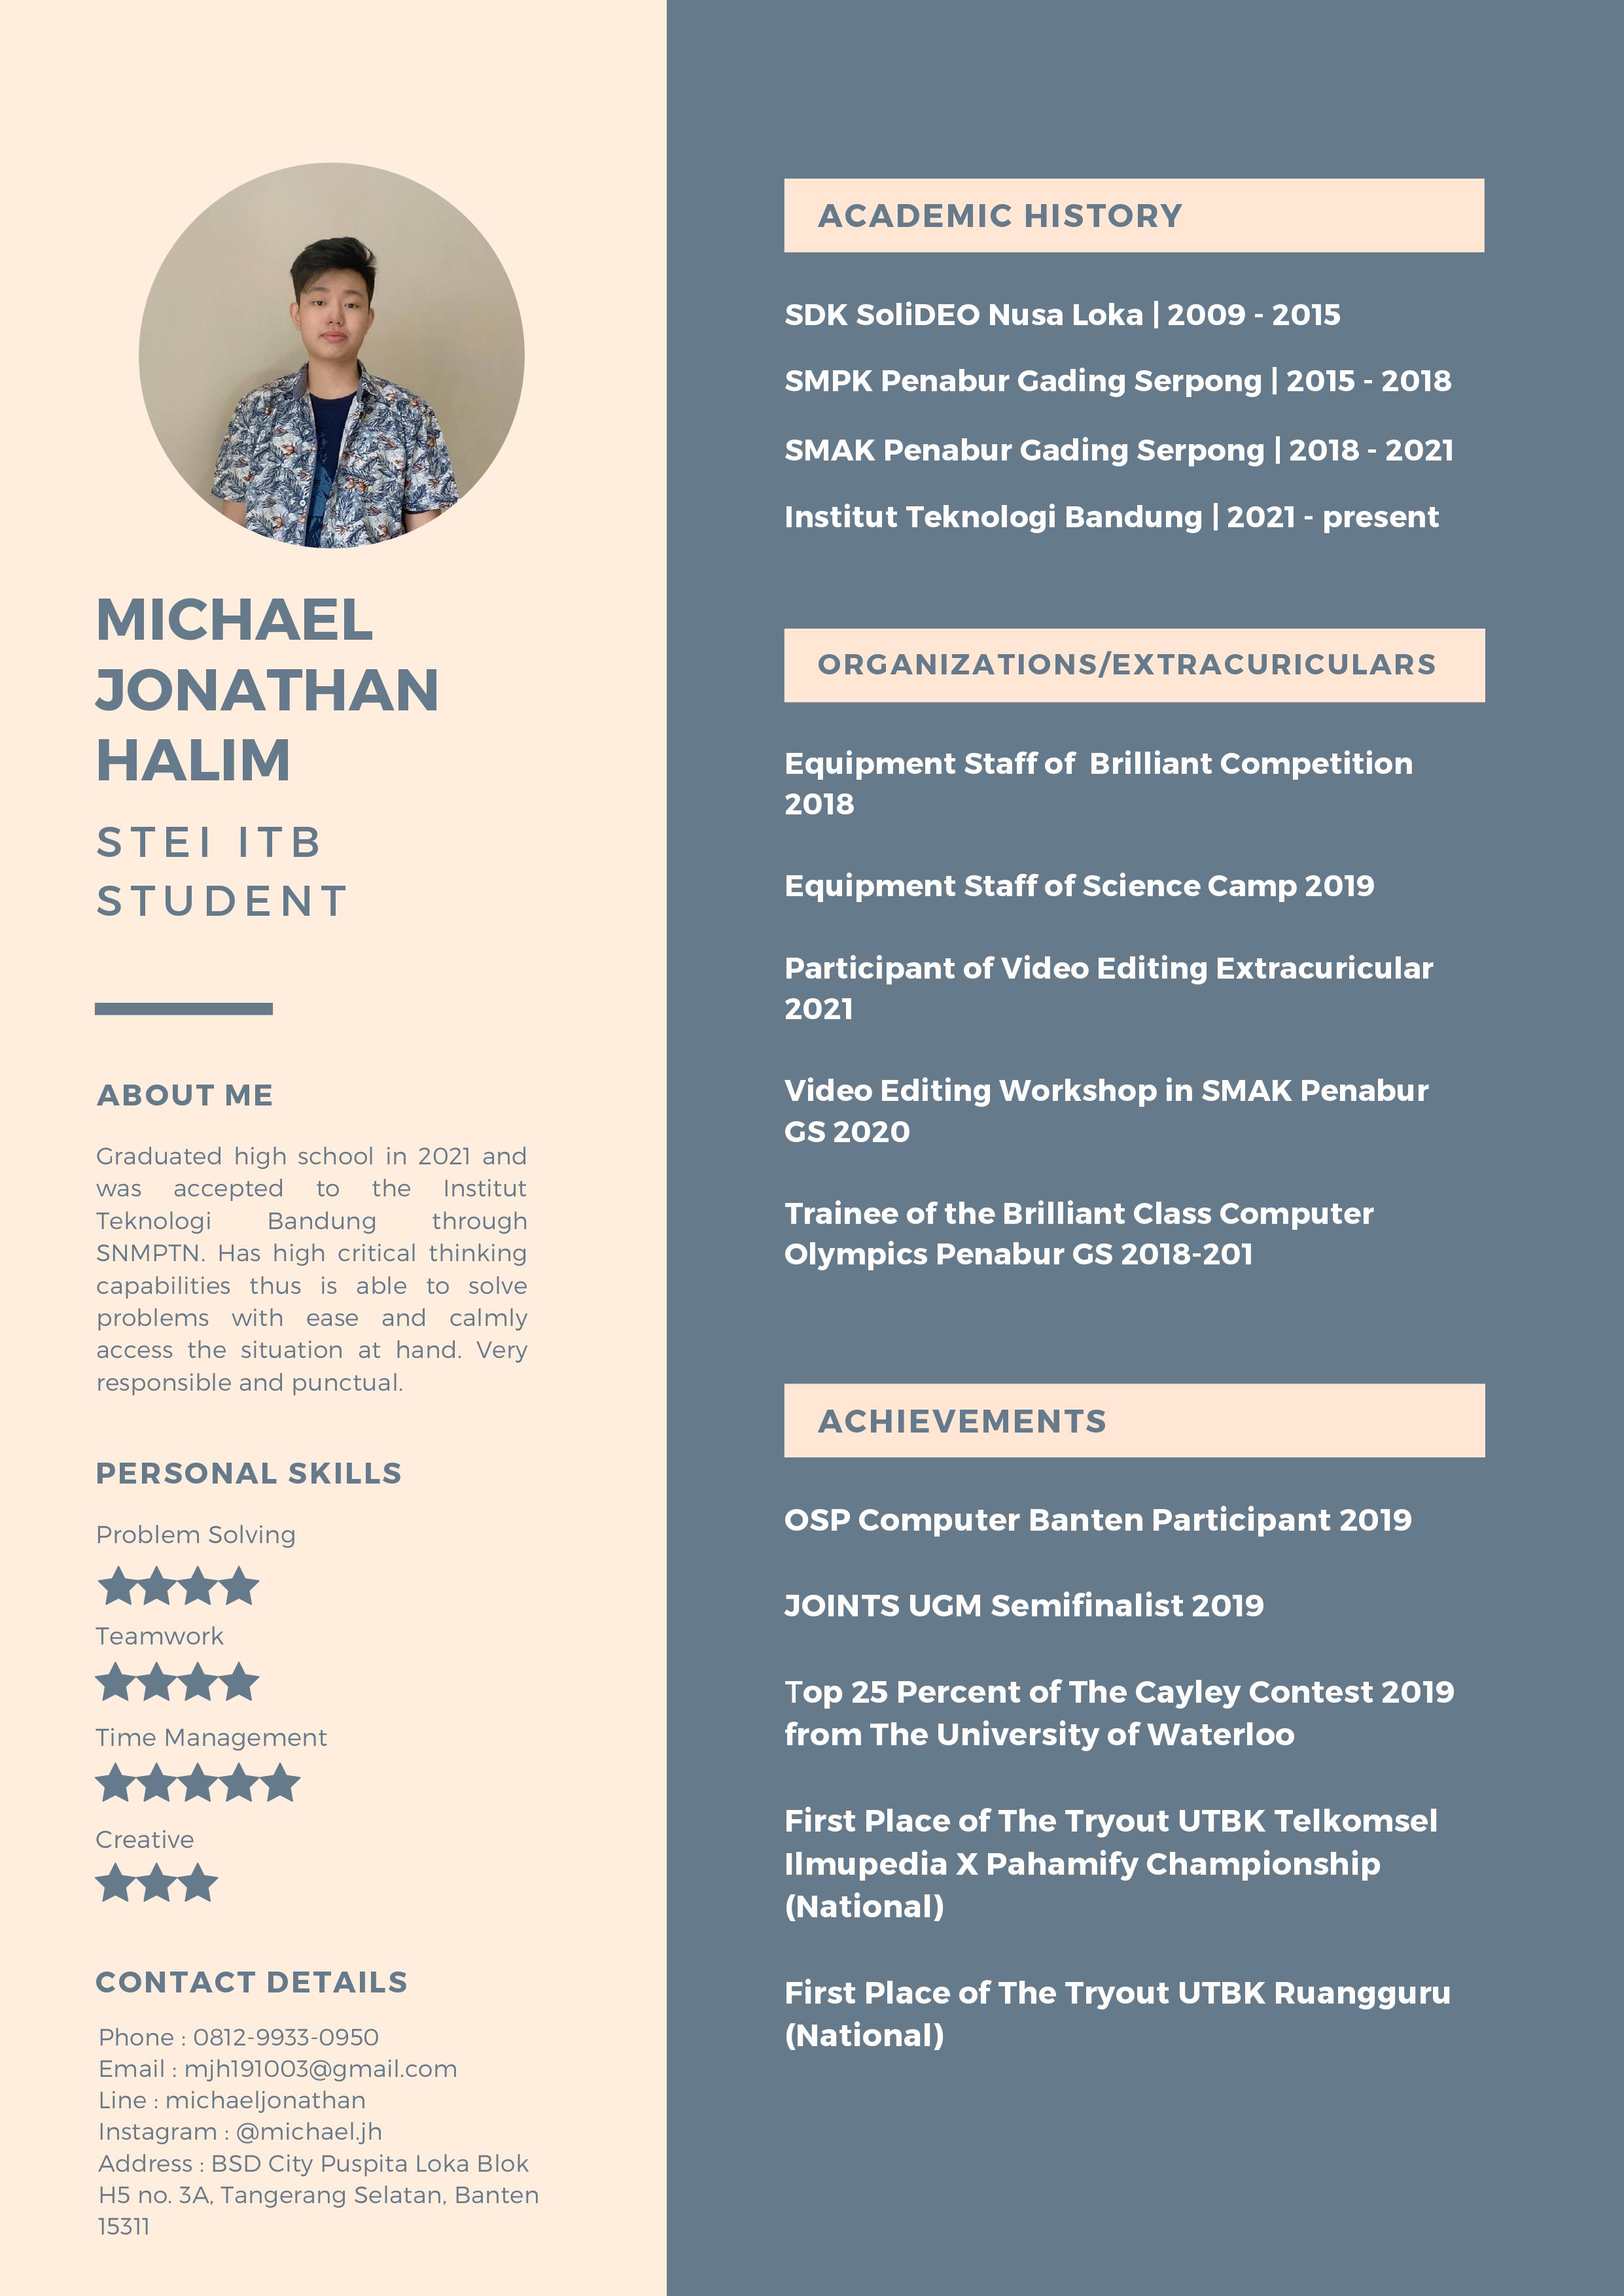 MICHAEL
JONATHAN
HALIM
STEI ITB
STUDENT
ABOUT ME
Graduated high school in 2021 and
was accepted to the Institut
Teknologi Bandung through
SNMPTN. Has high critical thinking
capabilities thus is able to solve
problems with ease and calmly
access the situation at hand. Very
responsible and punctual.
PERSONAL SKILLS
Problem Solving
Teamwork
Time Management
Creative
CONTACT DETAILS
Phone : 0812-9933-0950
Email : mjh191003@gmail.com
Line : michaeljonathan
Instagram : @michael.jh
Address : BSD City Puspita Loka Blok
H5 no. 3A, Tangerang Selatan, Banten
15311
ACADEMIC HISTORY
SDK SoliDEO Nusa Loka | 2009 - 2015
SMPK Penabur Gading Serpong | 2015 - 2018
SMAK Penabur Gading Serpong | 2018 - 2021
Institut Teknologi Bandung | 2021 - present
ORGANIZATIONS/EXTRACURICULARS
Equipment Staff of  Brilliant Competition
2018
Equipment Staff of Science Camp 2019
Participant of Video Editing Extracuricular
2021
Video Editing Workshop in SMAK Penabur
GS 2020
Trainee of the Brilliant Class Computer
Olympics Penabur GS 2018-201
ACHIEVEMENTS
OSP Computer Banten Participant 2019
JOINTS UGM Semifinalist 2019
Top 25 Percent of The Cayley Contest 2019
from The University of Waterloo
First Place of The Tryout UTBK Telkomsel
Ilmupedia X Pahamify Championship
(National)
First Place of The Tryout UTBK Ruangguru
(National)